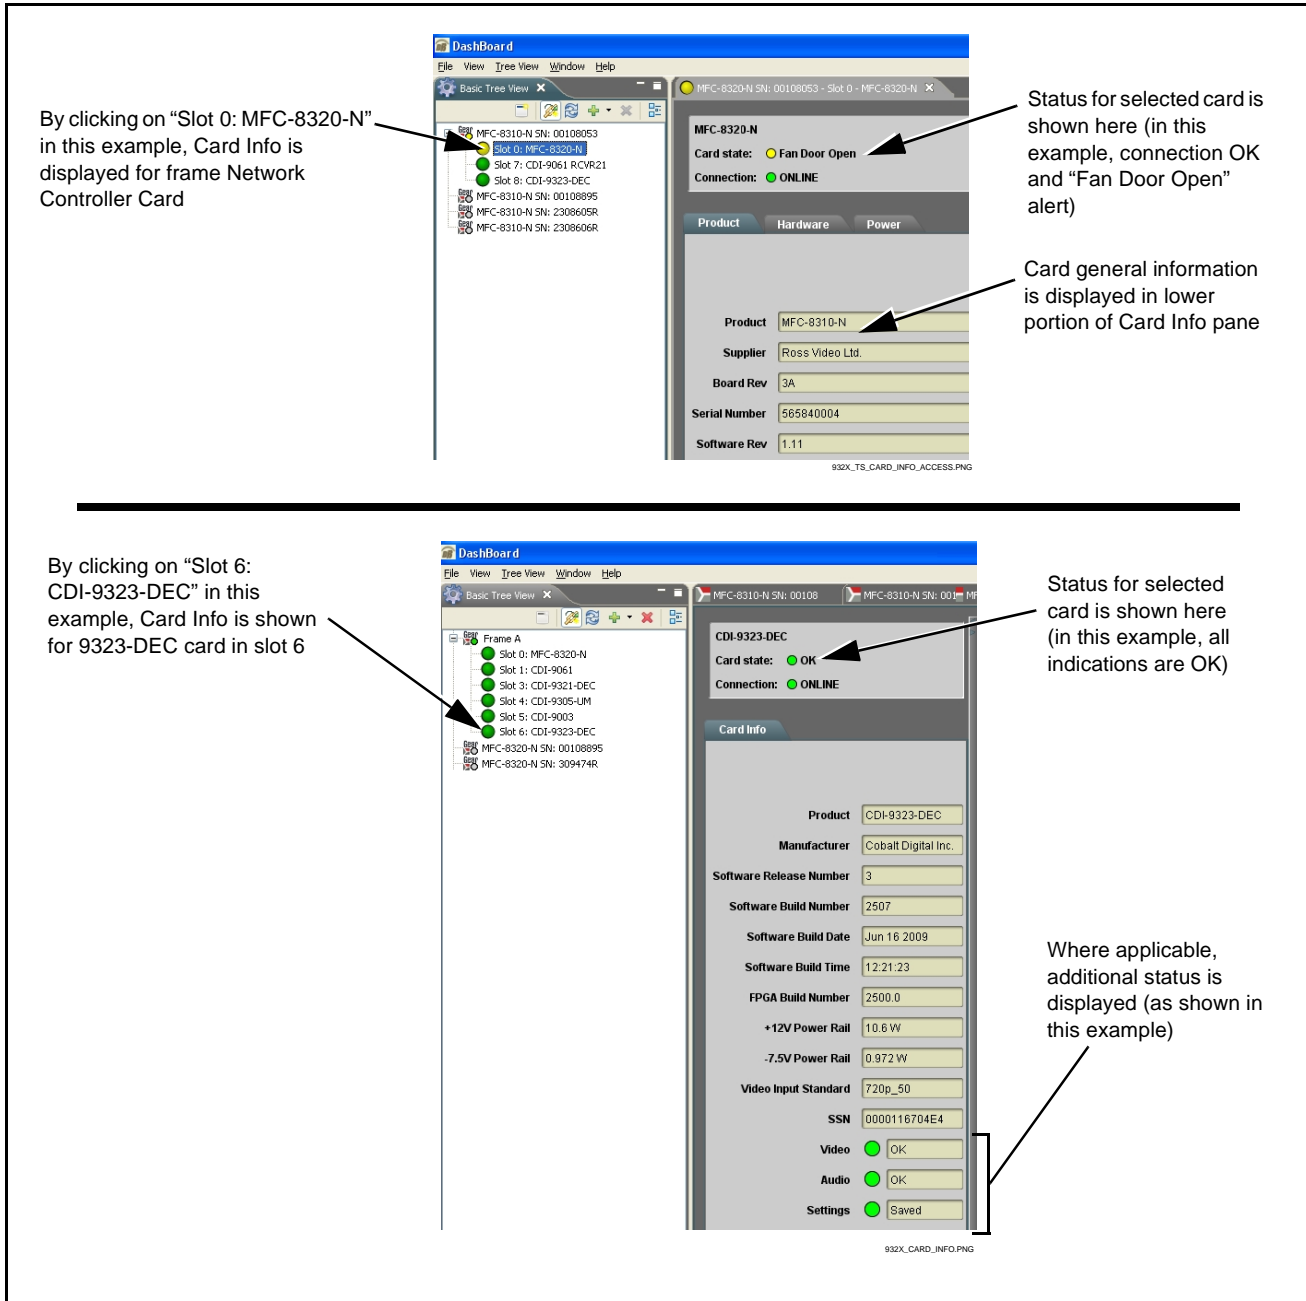 DashBoard
File View Tree View Window Help
Basic Tree View
MFC-8320-N SN: 00108053 - Slot 0 - MFC-8320-N
MFC-8310-N SN: 00108053
Slot 0: MFC-8320-N
Slot 7: CDI-9061 RCVR21
Slot 8: CDI-9323-DEC
MFC-8310-N SN: 00108895
MFC-8310-N SN: 2308605R
MFC-8310-N SN: 2308606R
MFC-8320-N
Card state: Fan Door Open
Connection: ONLINE
Product Hardware Power
Product MFC-8310-N
Supplier Ross Video Ltd.
Board Rev 3A
Serial Number 565840004
Software Rev 1.11
By clicking on “Slot 0: MFC-8320-N”
in this example, Card Info is
displayed for frame Network
Controller Card
Status for selected card is
shown here (in this
example, connection OK
and “Fan Door Open”
alert)
Card general information
is displayed in lower
portion of Card Info pane
932X_TS_CARD_INFO_ACCESS.PNG
DashBoard
File View Tree View Window Help
Basic Tree View
MFC-8310-N SN: 00108
MFC-8310-N SN: 001
MF
Frame A
Slot 0: MFC-8320-N
Slot 1: CDI-9061
Slot 3: CDI-9321-DEC
Slot 4: CDI-9305-UM
Slot 5: CDI-9003
Slot 6: CDI-9323-DEC
MFC-8320-N SN: 00108895
MFC-8320-N SN: 309474R
CDI-9323-DEC
Card state: OK
Connection: ONLINE
Card Info
Product CDI-9323-DEC
Manufacturer Cobalt Digital Inc.
Software Release Number 3
Software Build Number 2507
Software Build Date Jun 16 2009
Software Build Time 12:21:23
FPGA Build Number 2500.0
+12V Power Rail 10.6 W
-7.5V Power Rail 0.972 W
Video Input Standard 720p_50
SSN 0000116704E4
Video OK
Audio OK
Settings Saved
By clicking on “Slot 6:
CDI-9323-DEC” in this
example, Card Info is shown
for 9323-DEC card in slot 6
Status for selected
card is shown here
(in this example, all
indications are OK)
Where applicable,
additional status is
displayed (as shown in
this example)
932X_CARD_INFO.PNG